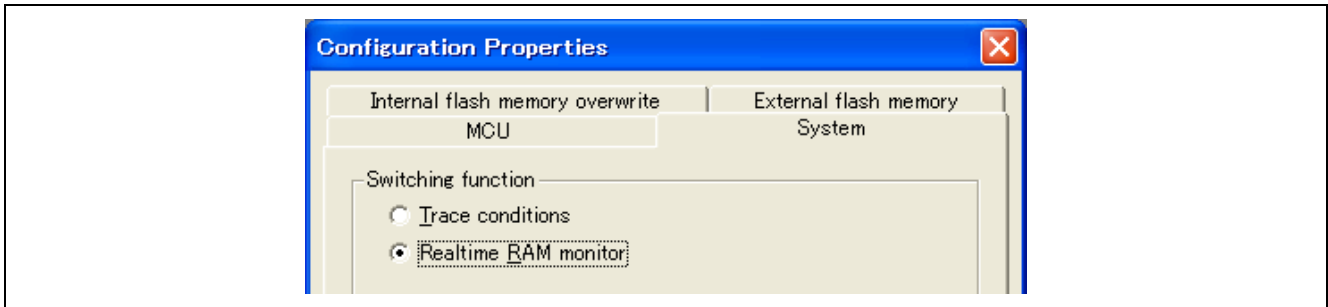 Configuration Properties
Internal flash memory overwrite External flash memory
MCU System
Switching function
Trace conditions
Realtime RAM monitor